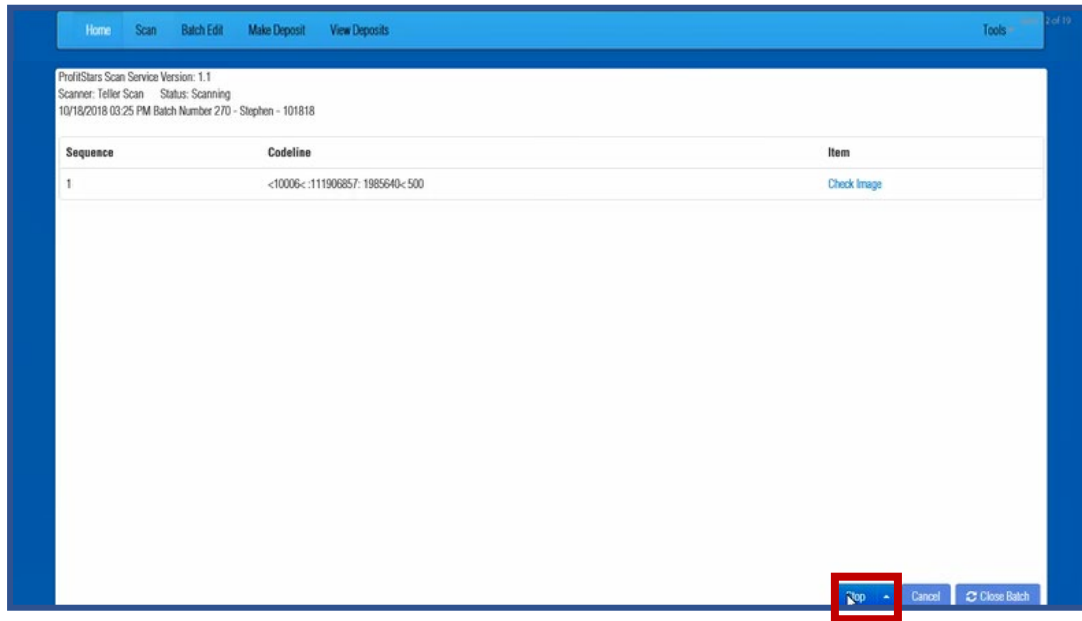 Home Scan Batch Edit Make Deposit View Deposits Tools 2 of 19
ProfitStars Scan Service Version: 1.1
Scanner: Teller Scan Status: Scanning
10/18/2018 03:25 PM Batch Number 270 - Stephen - 101818
Sequence Codeline Item
1 <10006< :111906857: 1985640< 500 Check Image
Stop Cancel Close Batch